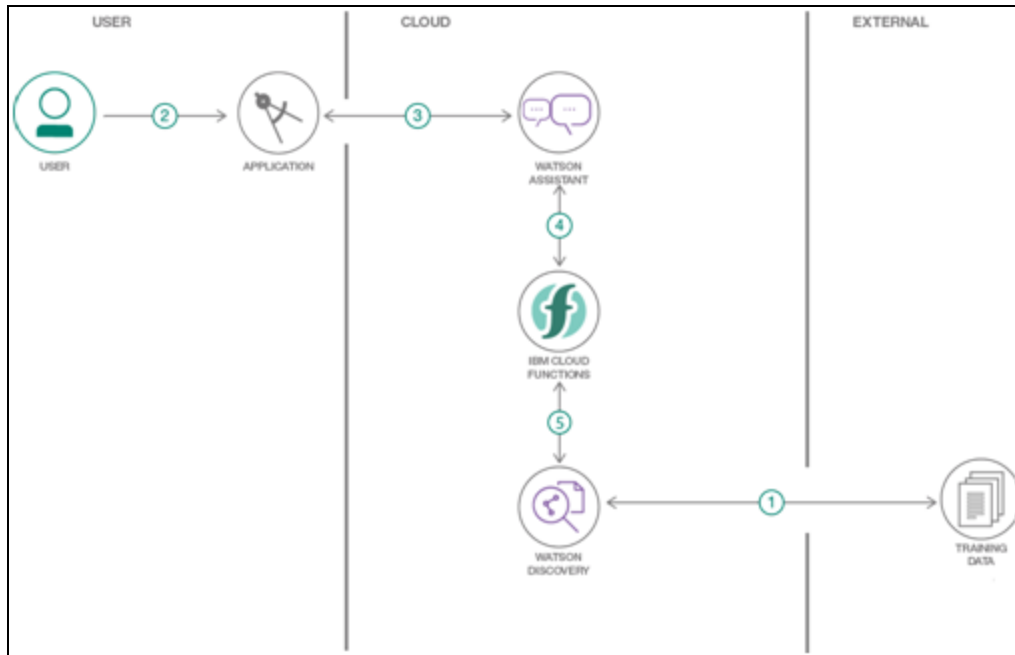 USER
CLOUD
EXTERNAL
2
3
USER
APPLICATION
WATSON
ASSISTANT
4
IBM CLOUD
FUNCTIONS
5
1
WATSON
DISCOVERY
TRAINING
DATA